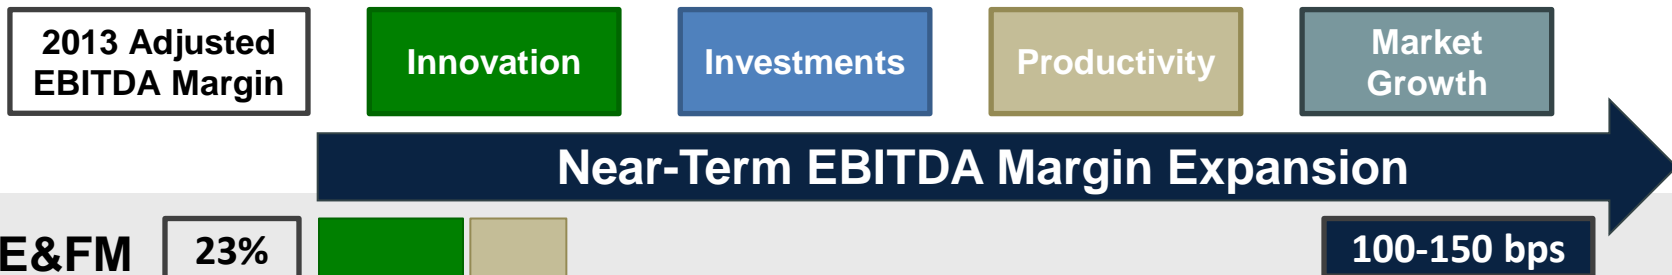 2013 Adjusted
EBITDA Margin
Innovation
Investments
Productivity
Market
Growth
Near-Term EBITDA Margin Expansion
E&FM
23%
100-150 bps